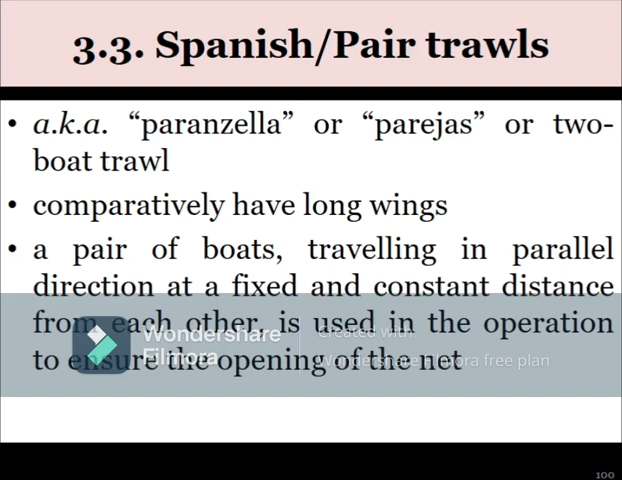 3.3. Spanish/Pair trawls
• a.k.a. “paranzella” or “parejas” or two-
boat trawl
• comparatively have long wings
• a pair of boats, travelling in parallel
direction at a fixed and constant distance
from each other, is used in the operation
to ensure the opening of the net
Wondershare
Filmora
Created with
Wondershare Filmora free plan
100